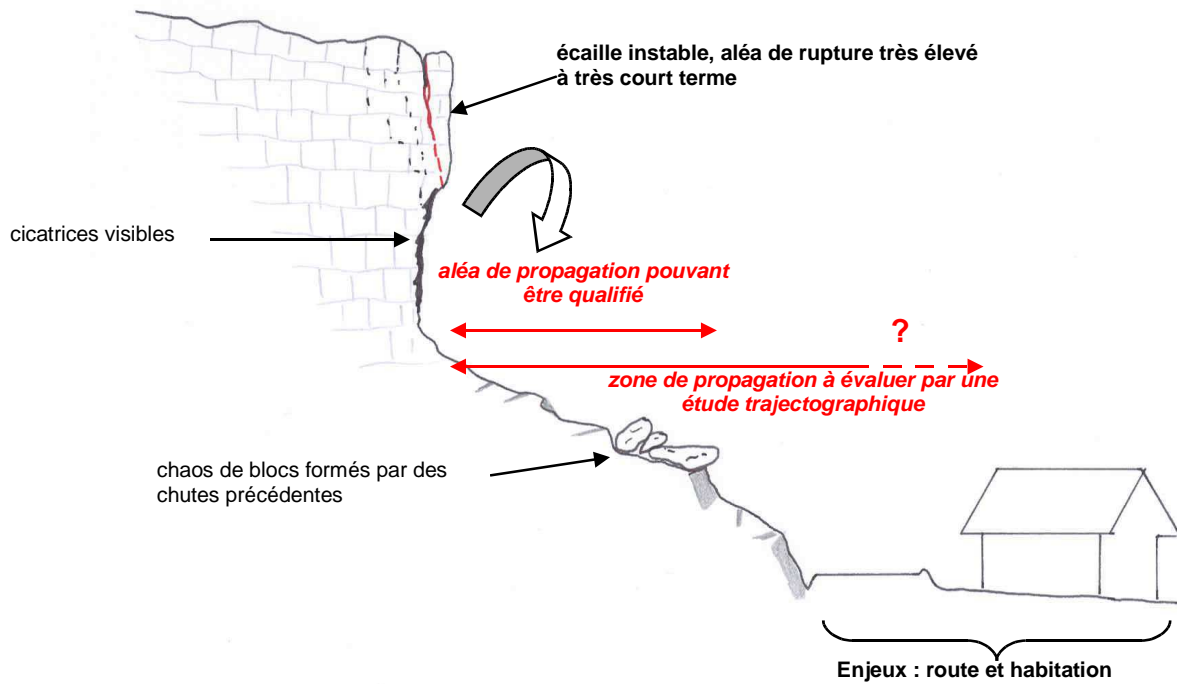 écaille instable, aléa de rupture très élevé
à très court terme
cicatrices visibles
aléa de propagation pouvant
être qualifié
?
zone de propagation à évaluer par une
étude trajectographique
chaos de blocs formés par des
chutes précédentes
Enjeux : route et habitation